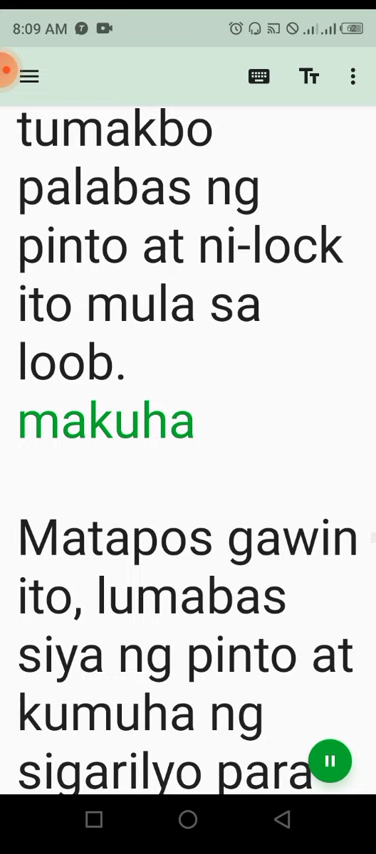 8:09 AM
Tт
tumakbo
palabas ng
pinto at ni-lock
ito mula sa
loob.
makuha
Matapos gawin
ito, lumabas
siya ng pinto at
kumuha ng
sigarilyo para